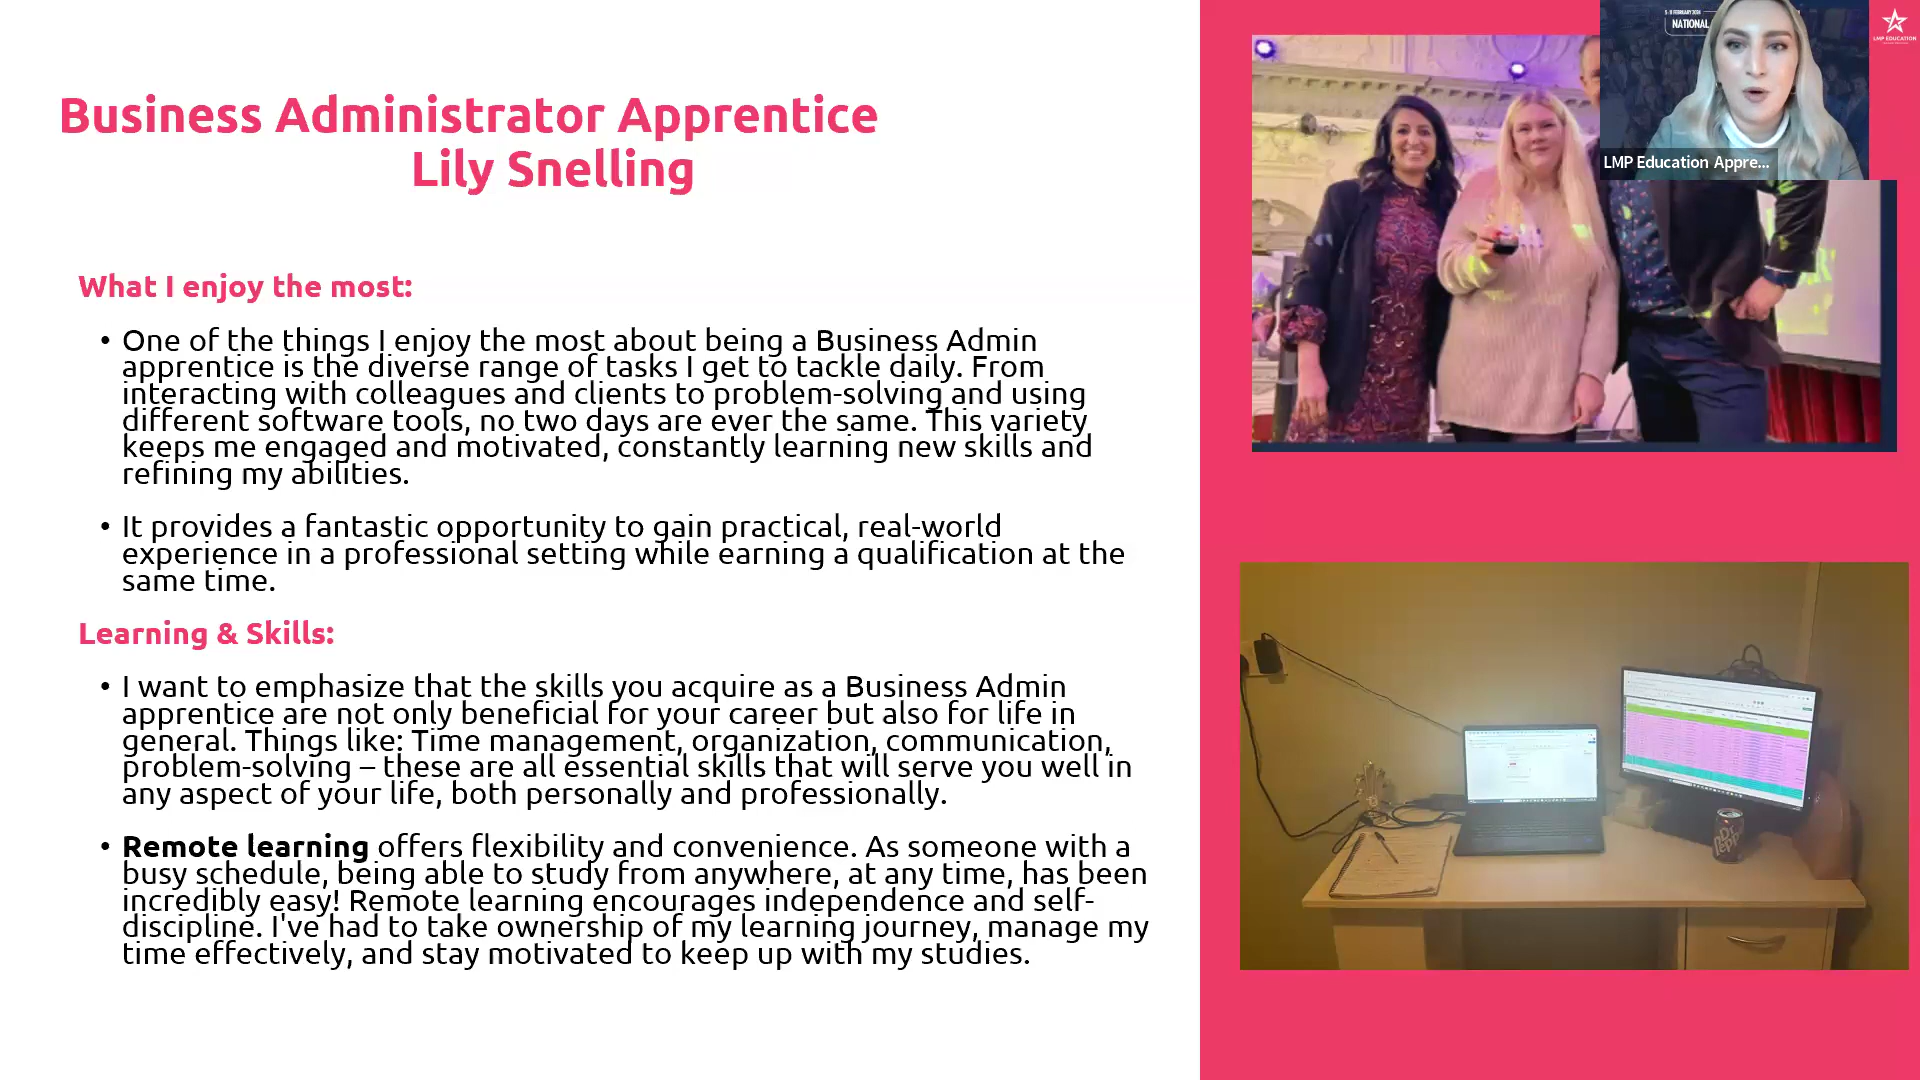 Business Administrator Apprentice
Lily Snelling
What I enjoy the most:
• One of the things I enjoy the most about being a Business Admin
apprentice is the diverse range of tasks I get to tackle daily. From
interacting with colleagues and clients to problem-solving and using
different software tools, no two days are ever the same. This variety
keeps me engaged and motivated, constantly learning new skills and
refining my abilities.
• It provides a fantastic opportunity to gain practical, real-world
experience in a professional setting while earning a qualification at the
same time.
Learning & Skills:
• I want to emphasize that the skills you acquire as a Business Admin
apprentice are not only beneficial for your career but also for life in
general. Things like: Time management, organization, communication,
problem-solving – these are all essential skills that will serve you well in
any aspect of your life, both personally and professionally.
• Remote learning offers flexibility and convenience. As someone with a
busy schedule, being able to study from anywhere, at any time, has been
incredibly easy! Remote learning encourages independence and self-
discipline. I've had to take ownership of my learning journey, manage my
time effectively, and stay motivated to keep up with my studies.
NATIONAL
LMP EDUCATION
LMP Education Appre...
Dr Pepper